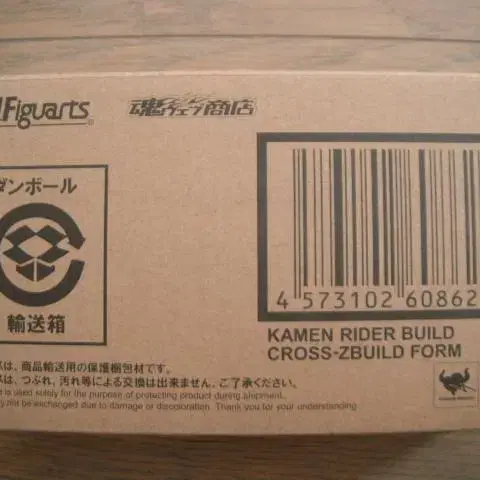 Figuarts®
魂ウェブ商店
ダンボール
輸送箱
4 573102 60862
KAMEN RIDER BUILD
CROSS-ZBUILD FORM
スは、商品輸送用の保護梱包材です。
スは、つぶれ、汚れ等による交換は出来ません、ご了承ください。
is used solely for the purpose of protecting product during shipment.
y,not be exchanged due to damage or discoloration. Thank you for your understanding